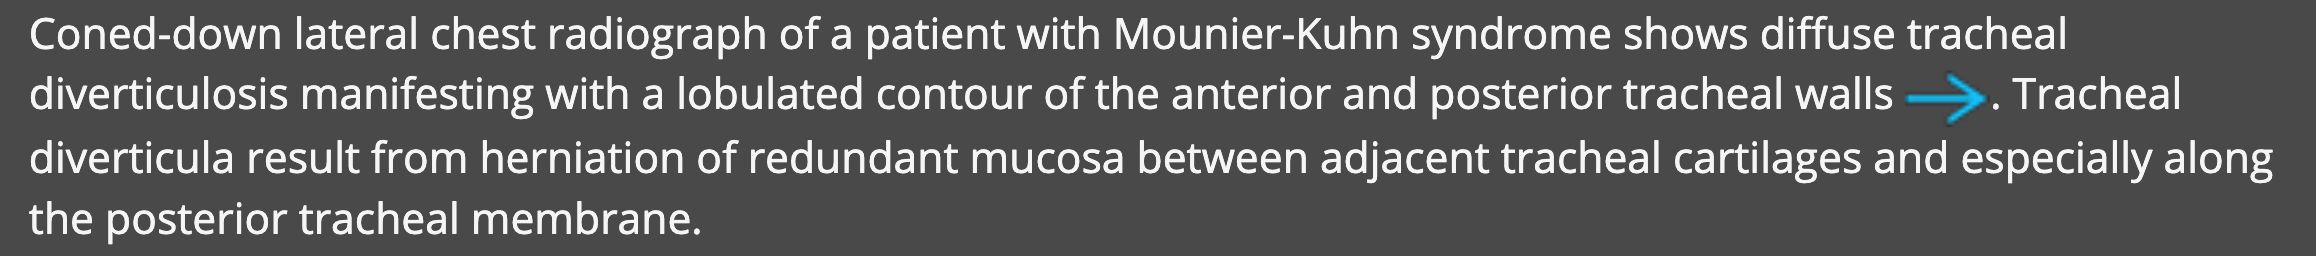 Coned-down lateral chest radiograph of a patient with Mounier-Kuhn syndrome shows diffuse tracheal
diverticulosis manifesting with a lobulated contour of the anterior and posterior tracheal walls →. Tracheal
diverticula result from herniation of redundant mucosa between adjacent tracheal cartilages and especially along
the posterior tracheal membrane.